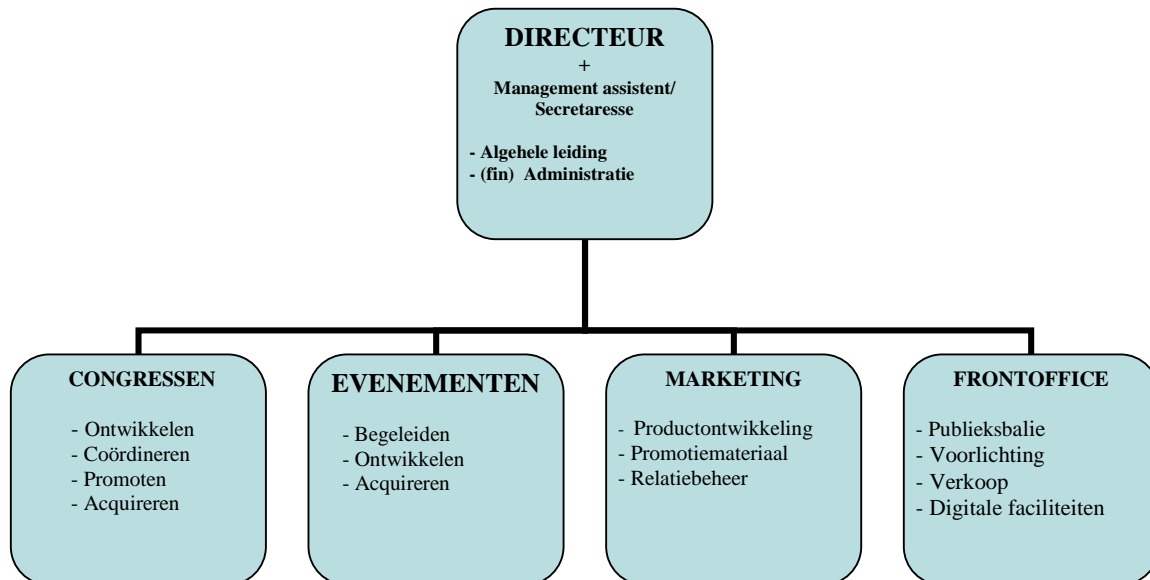 DIRECTEUR
+
Management assistent/
Secretaresse
- Algehele leiding
- (fin) Administratie
CONGRESSEN
- Ontwikkelen
- Coördineren
- Promoten
- Acquireren
EVENEMENTEN
- Begeleiden
- Ontwikkelen
- Acquireren
MARKETING
- Productontwikkeling
- Promotiemateriaal
- Relatiebeheer
FRONTOFFICE
- Publieksbalie
- Voorlichting
- Verkoop
- Digitale faciliteiten